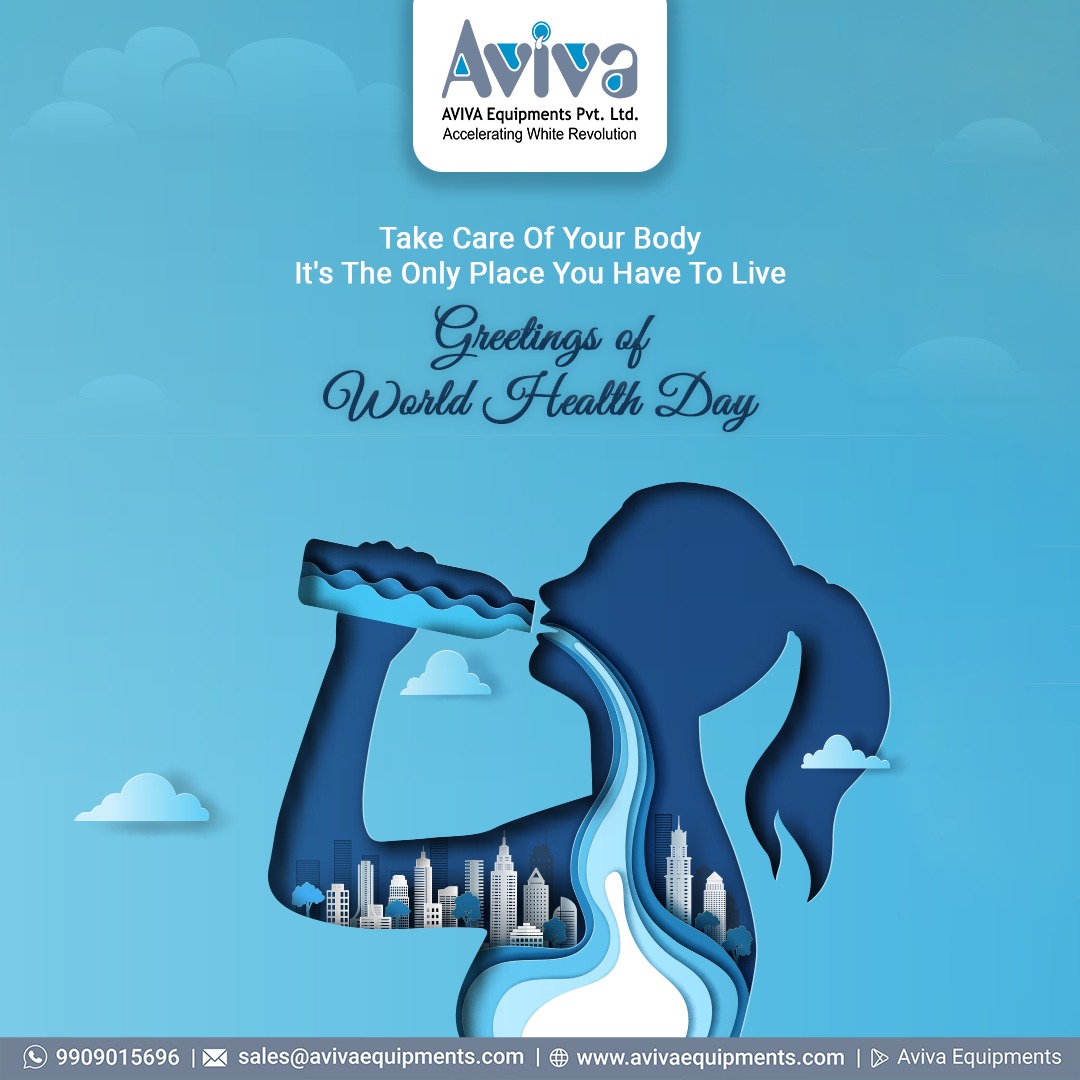 Aviva
AVIVA Equipments Pvt. Ltd.
Accelerating White Revolution
Take Care Of Your Body
It's The Only Place You Have To Live
Greetings of
World Health Day
9909015696 | sales@avivaequipments.com | www.avivaequipments.com | Aviva Equipments